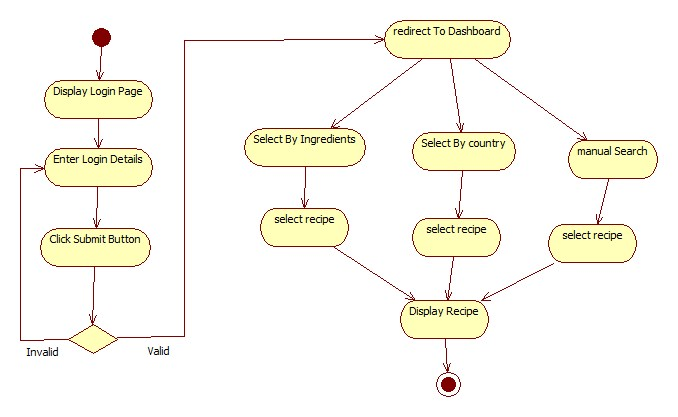 redirect To Dashboard
Display Login Page
Enter Login Details
Click Submit Button
Invalid
Valid
Select By Ingredients
Select By country
manual Search
select recipe
select recipe
select recipe
Display Recipe